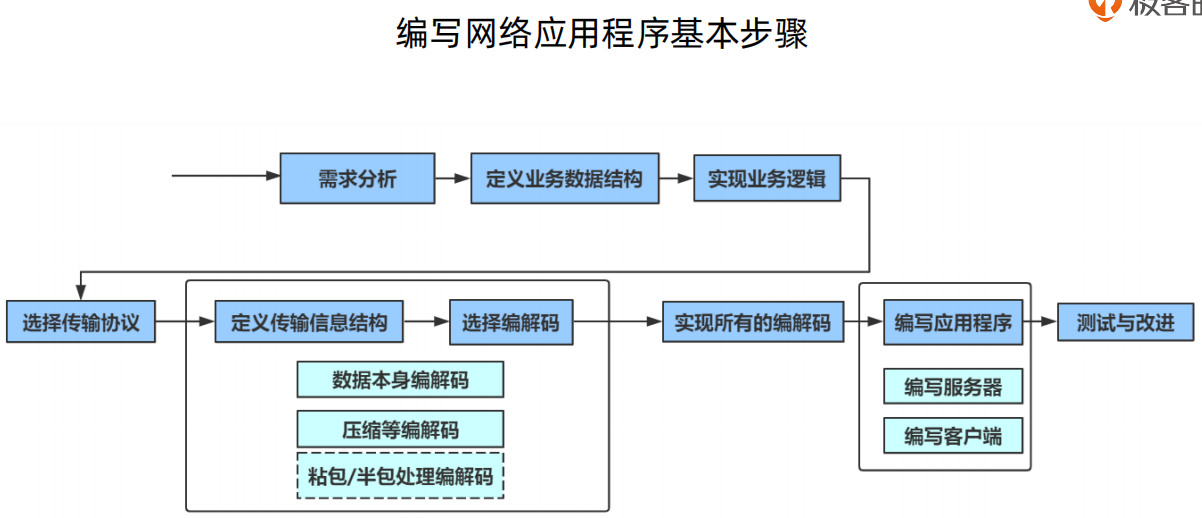 极客
编写网络应用程序基本步骤
需求分析
定义业务数据结构
实现业务逻辑
选择传输协议
定义传输信息结构
选择编解码
实现所有的编解码
编写应用程序
测试与改进
数据本身编解码
压缩等编解码
粘包/半包处理编解码
编写服务器
编写客户端